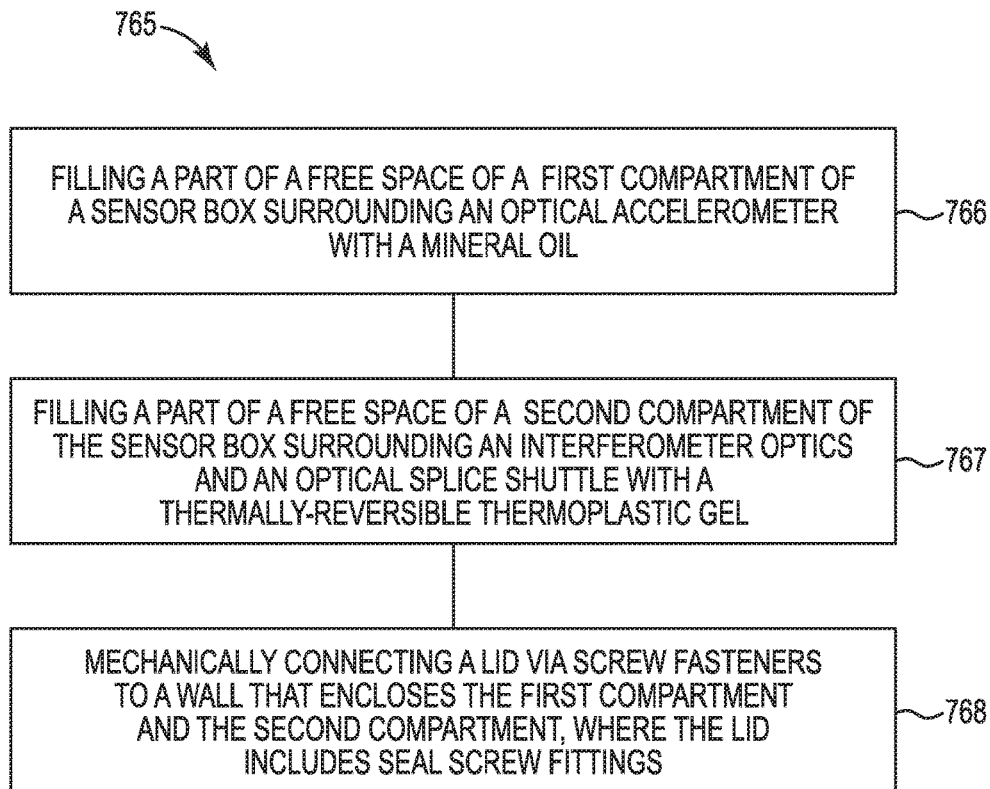 765
FILLING A PART OF A FREE SPACE OF A FIRST COMPARTMENT OF
A SENSOR BOX SURROUNDING AN OPTICAL ACCELEROMETER
WITH A MINERAL OIL
766
FILLING A PART OF A FREE SPACE OF A SECOND COMPARTMENT OF
THE SENSOR BOX SURROUNDING AN INTERFEROMETER OPTICS
AND AN OPTICAL SPLICE SHUTTLE WITH A
THERMALLY-REVERSIBLE THERMOPLASTIC GEL
767
MECHANICALLY CONNECTING A LID VIA SCREW FASTENERS
TO A WALL THAT ENCLOSES THE FIRST COMPARTMENT
AND THE SECOND COMPARTMENT, WHERE THE LID
INCLUDES SEAL SCREW FITTINGS
768